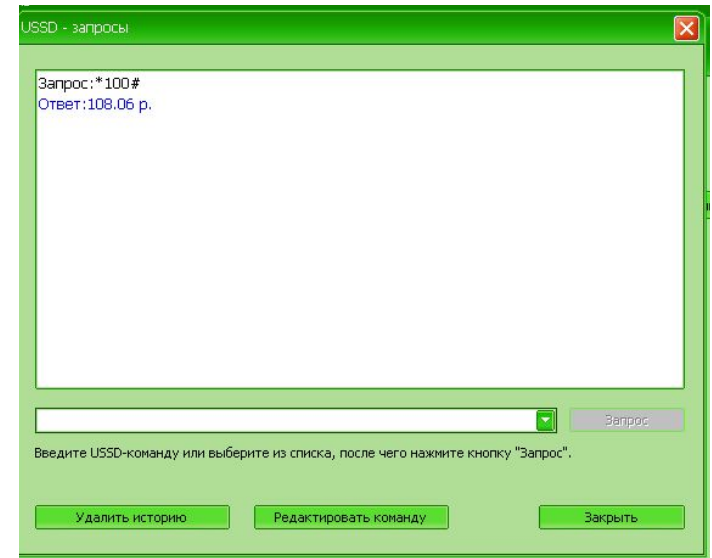 USSD - запросы
Запрос:*100#
Ответ:108.06 р.
Запрос
Введите USSD-команду или выберите из списка, после чего нажмите кнопку "Запрос".
Удалить историю
Редактировать команду
Закрыть